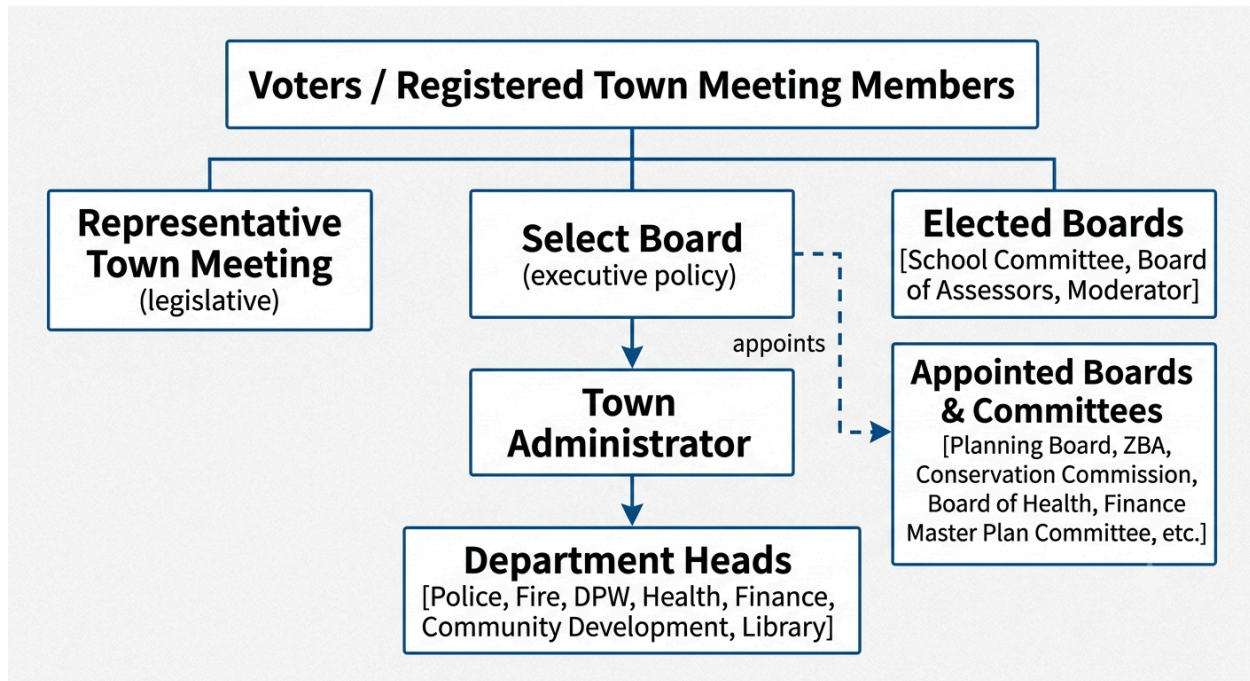 Voters / Registered Town Meeting Members
Representative
Town Meeting
(legislative)
Select Board
(executive policy)
Elected Boards
[School Committee, Board
of Assessors, Moderator]
appoints
Town
Administrator
Appointed Boards
& Committees
[Planning Board, ZBA,
Conservation Commission,
Board of Health, Finance
Master Plan Committee, etc.]
Department Heads
[Police, Fire, DPW, Health, Finance,
Community Development, Library]